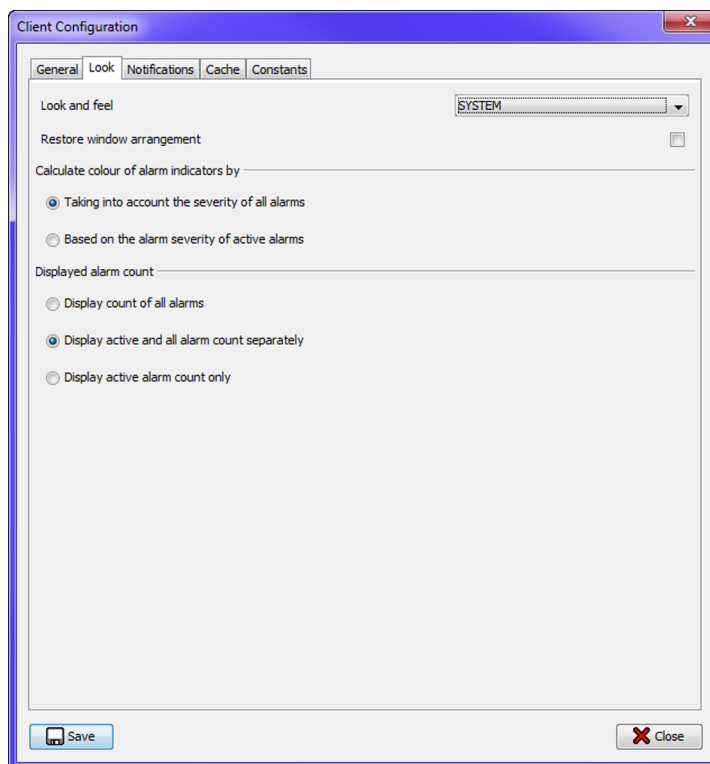 Client Configuration
General Look Notifications Cache Constants
Look and feel SYSTEM
Restore window arrangement
Calculate colour of alarm indicators by
Taking into account the severity of all alarms
Based on the alarm severity of active alarms
Displayed alarm count
Display count of all alarms
Display active and all alarm count separately
Display active alarm count only
Save Close